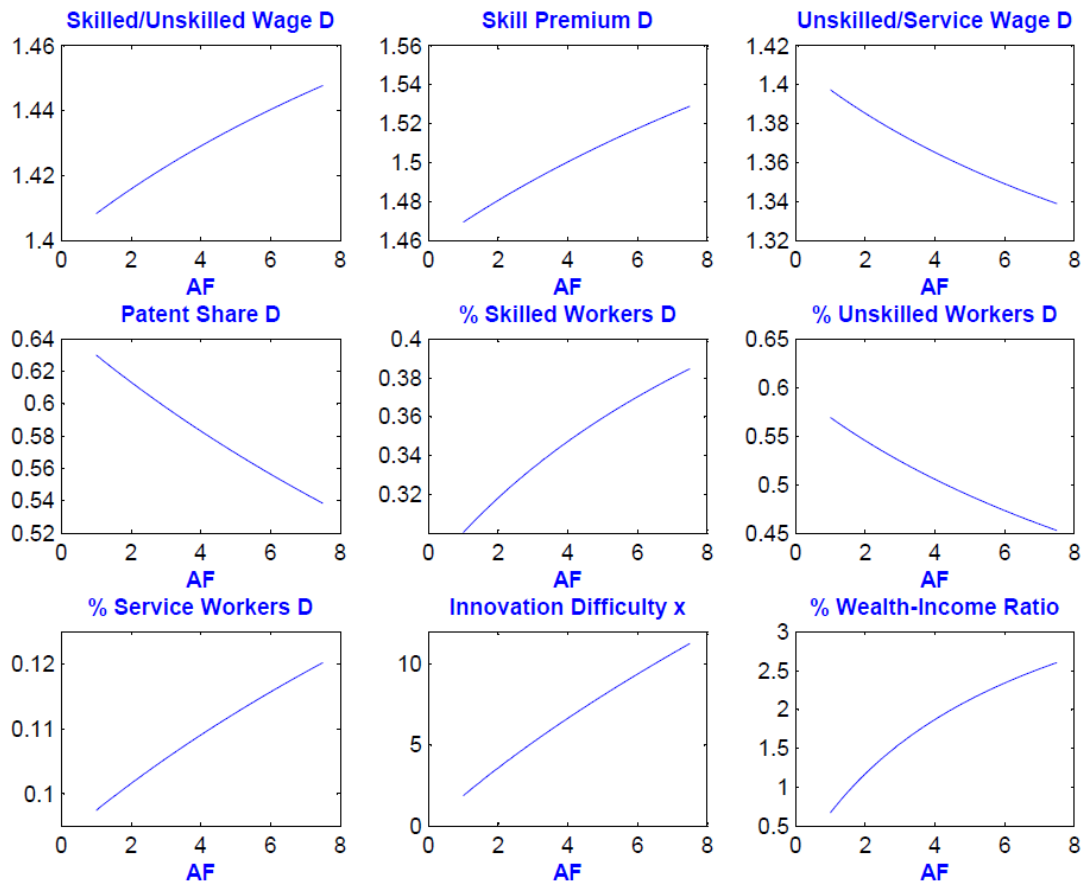 Skilled/Unskilled Wage D
1.46
1.44
1.42
1.4
0 2 4 6 8
AF
Skill Premium D
1.56
1.54
1.52
1.5
1.48
1.46
0 2 4 6 8
AF
Unskilled/Service Wage D
1.42
1.4
1.38
1.36
1.34
1.32
0 2 4 6 8
AF
Patent Share D
0.64
0.62
0.6
0.58
0.56
0.54
0.52
0 2 4 6 8
AF
% Skilled Workers D
0.4
0.38
0.36
0.34
0.32
0 2 4 6 8
AF
% Unskilled Workers D
0.65
0.6
0.55
0.5
0.45
0 2 4 6 8
AF
% Service Workers D
0.12
0.11
0.1
0 2 4 6 8
AF
Innovation Difficulty x
10
5
0
0 2 4 6 8
AF
% Wealth-Income Ratio
3
2.5
2
1.5
1
0.5
0 2 4 6 8
AF